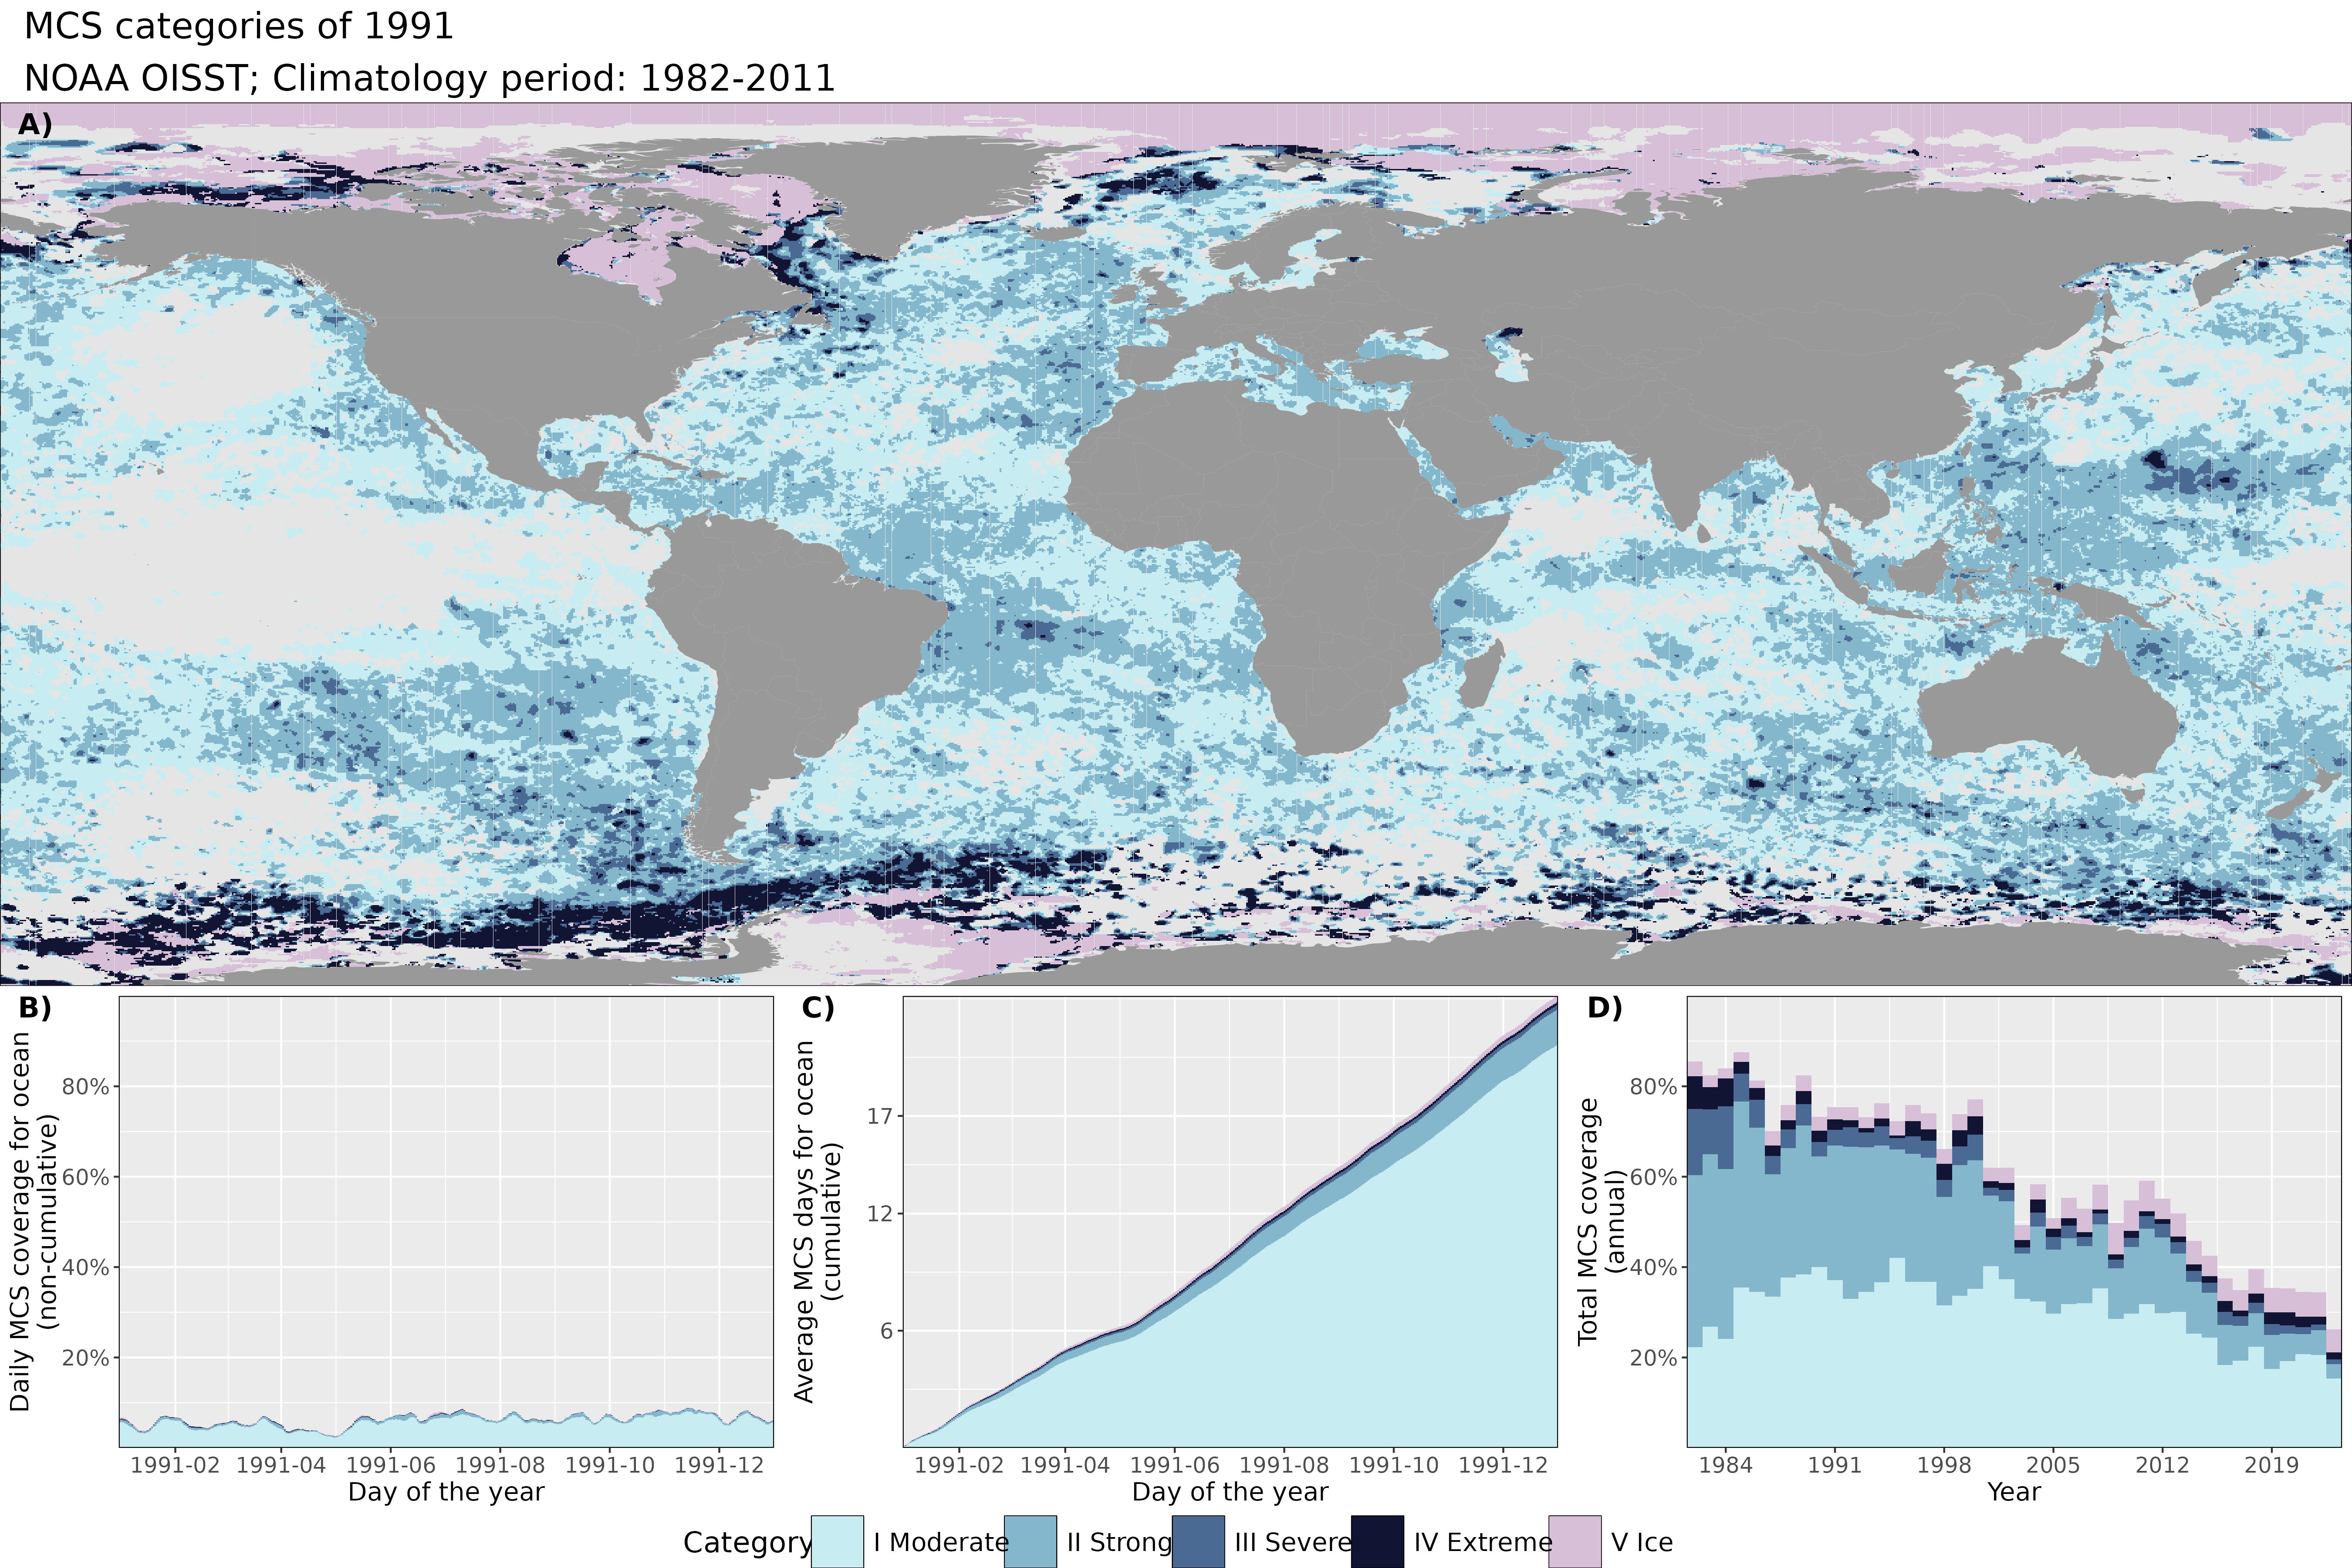 MCS categories of 1991
NOAA OISST; Climatology period: 1982-2011
A)
B)
Daily MCS coverage for ocean
(non-cumulative)
80%
60%
40%
20%
1991-02 1991-04 1991-06 1991-08 1991-10 1991-12
Day of the year
C)
Average MCS days for ocean
(cumulative)
17
12
6
1991-02 1991-04 1991-06 1991-08 1991-10 1991-12
Day of the year
D)
Total MCS coverage
(annual)
80%
60%
40%
20%
1984 1991 1998 2005 2012 2019
Year
Category I Moderate II Strong III Severe IV Extreme V Ice